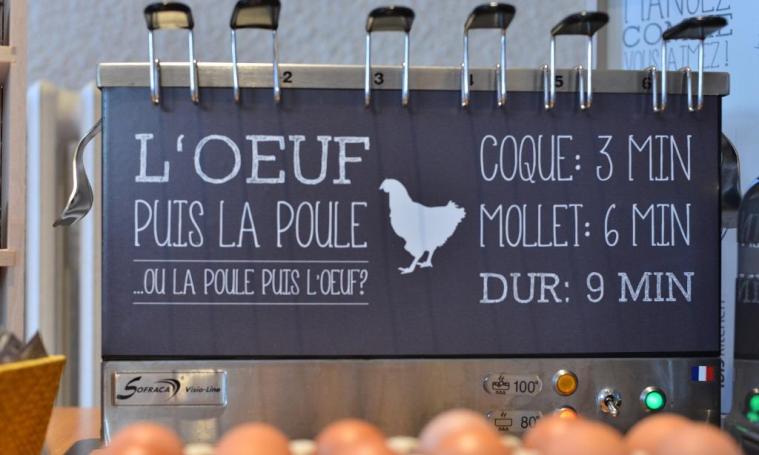 MANGEZ
COMME
VOUS AIMEZ!
2 3 4 5 6
L'OEUF
PUIS LA POULE
...OU LA POULE PUIS L'OEUF?
COQUE: 3 MIN
MOLLET: 6 MIN
DUR: 9 MIN
SOFRACA Visio-Line
100°
80°
kitchen